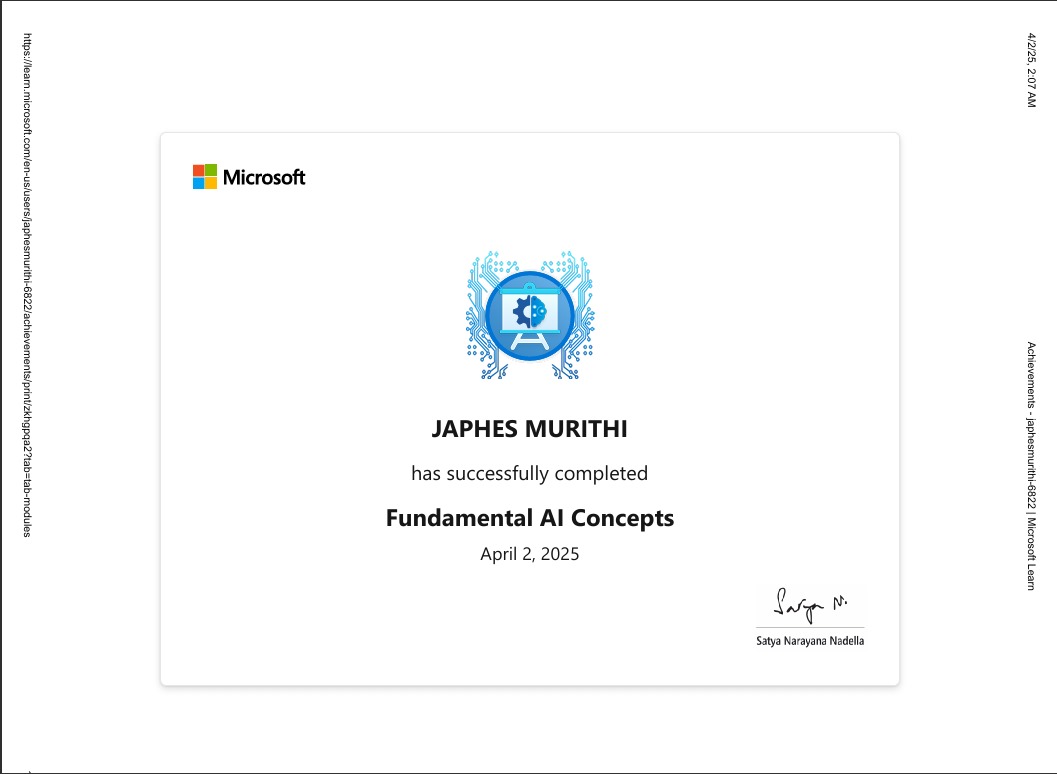 4/2/25, 2:07 AM
Achievements - japhesmurithi-6822 | Microsoft Learn
Microsoft
JAPHES MURITHI
has successfully completed
Fundamental AI Concepts
April 2, 2025
Satya N.
Satya Narayana Nadella
https://learn.microsoft.com/en-us/users/japhesmurithi-6822/achievements/print/zkhgpqa2?tab=tab-modules